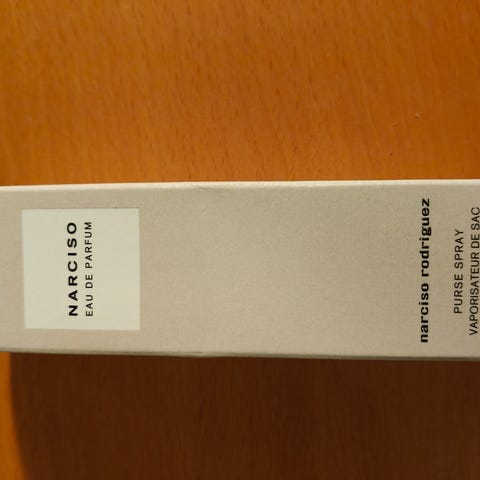 NARCISO
EAU DE PARFUM
narciso rodriguez
PURSE SPRAY
VAPORISATEUR DE SAC